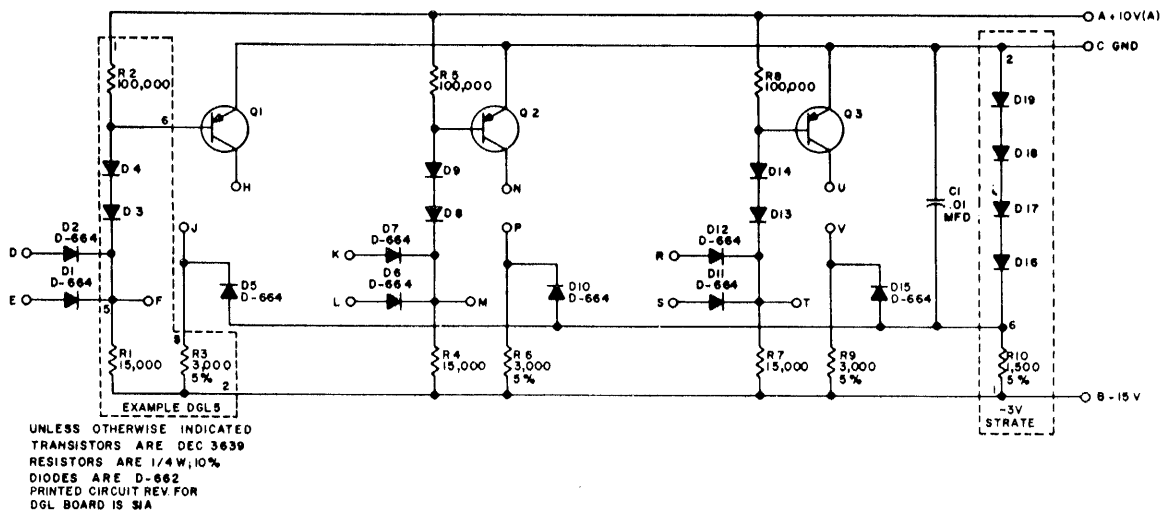 A +10V(A)
C GND
1
R2
100,000
6
Q1
H
D4
D3
J
D2
D-664
D
D1
D-664
E
5
F
D5
D-664
R1
15,000
R3
3,000
5%
2
EXAMPLE DGL5
R5
100,000
Q2
N
D9
D8
P
D7
D-664
K
D6
D-664
L
M
D10
D-664
R4
15,000
R6
3,000
5%
R8
100,000
Q3
U
D14
D13
V
D12
D-664
R
D11
D-664
S
T
D15
D-664
R7
15,000
R9
3,000
5%
C1
.01
MFD
2
D19
D18
D17
D16
6
R10
1,500
5%
1
-3V
STRATE
B -15V
UNLESS OTHERWISE INDICATED
TRANSISTORS ARE DEC 3639
RESISTORS ARE 1/4 W; 10%
DIODES ARE D-662
PRINTED CIRCUIT REV. FOR
DGL BOARD IS